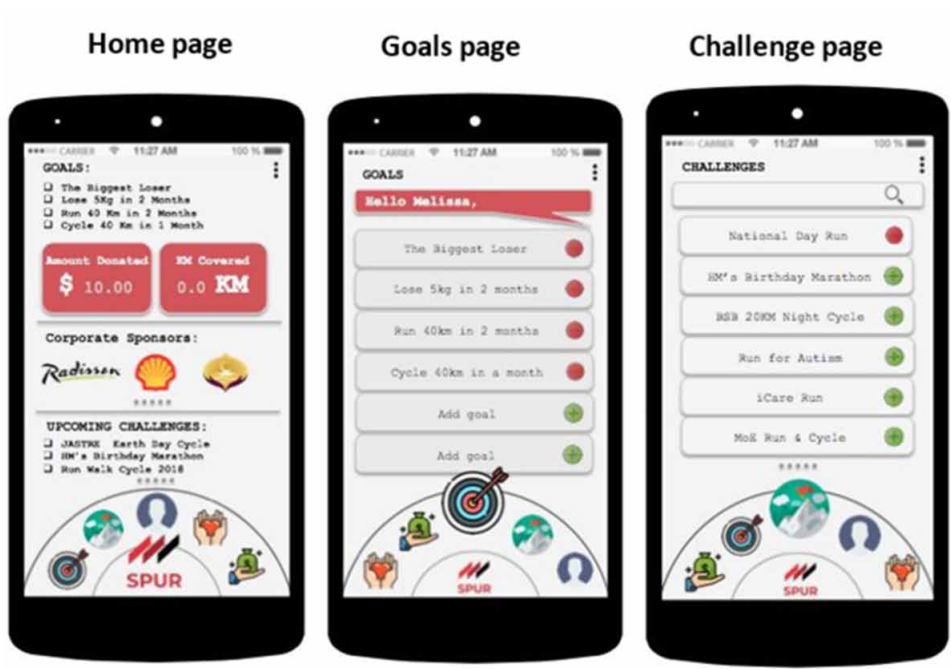 Home page
Goals page
Challenge page
CARRIER 11:27 AM 100 %
GOALS:
The Biggest Loser
Lose 5Kg in 2 Months
Run 40 Km in 2 Months
Cycle 40 Km in 1 Month
Amount Donated
$ 10.00
KM Covered
0.0 KM
Corporate Sponsors:
Radisson
UPCOMING CHALLENGES:
JASTRE Earth Day Cycle
HM's Birthday Marathon
Run Walk Cycle 2018
SPUR
CARRIER 11:27 AM 100 %
GOALS
Hello Melissa,
The Biggest Loser
Lose 5kg in 2 months
Run 40km in 2 months
Cycle 40km in a month
Add goal
Add goal
SPUR
CARRIER 11:27 AM 100 %
CHALLENGES
National Day Run
HM's Birthday Marathon
BSB 20KM Night Cycle
Run for Autism
iCare Run
MoE Run & Cycle
SPUR